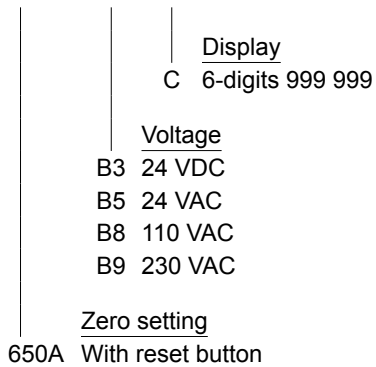 Display
C 6-digits 999 999
Voltage
B3 24 VDC
B5 24 VAC
B8 110 VAC
B9 230 VAC
Zero setting
650A With reset button